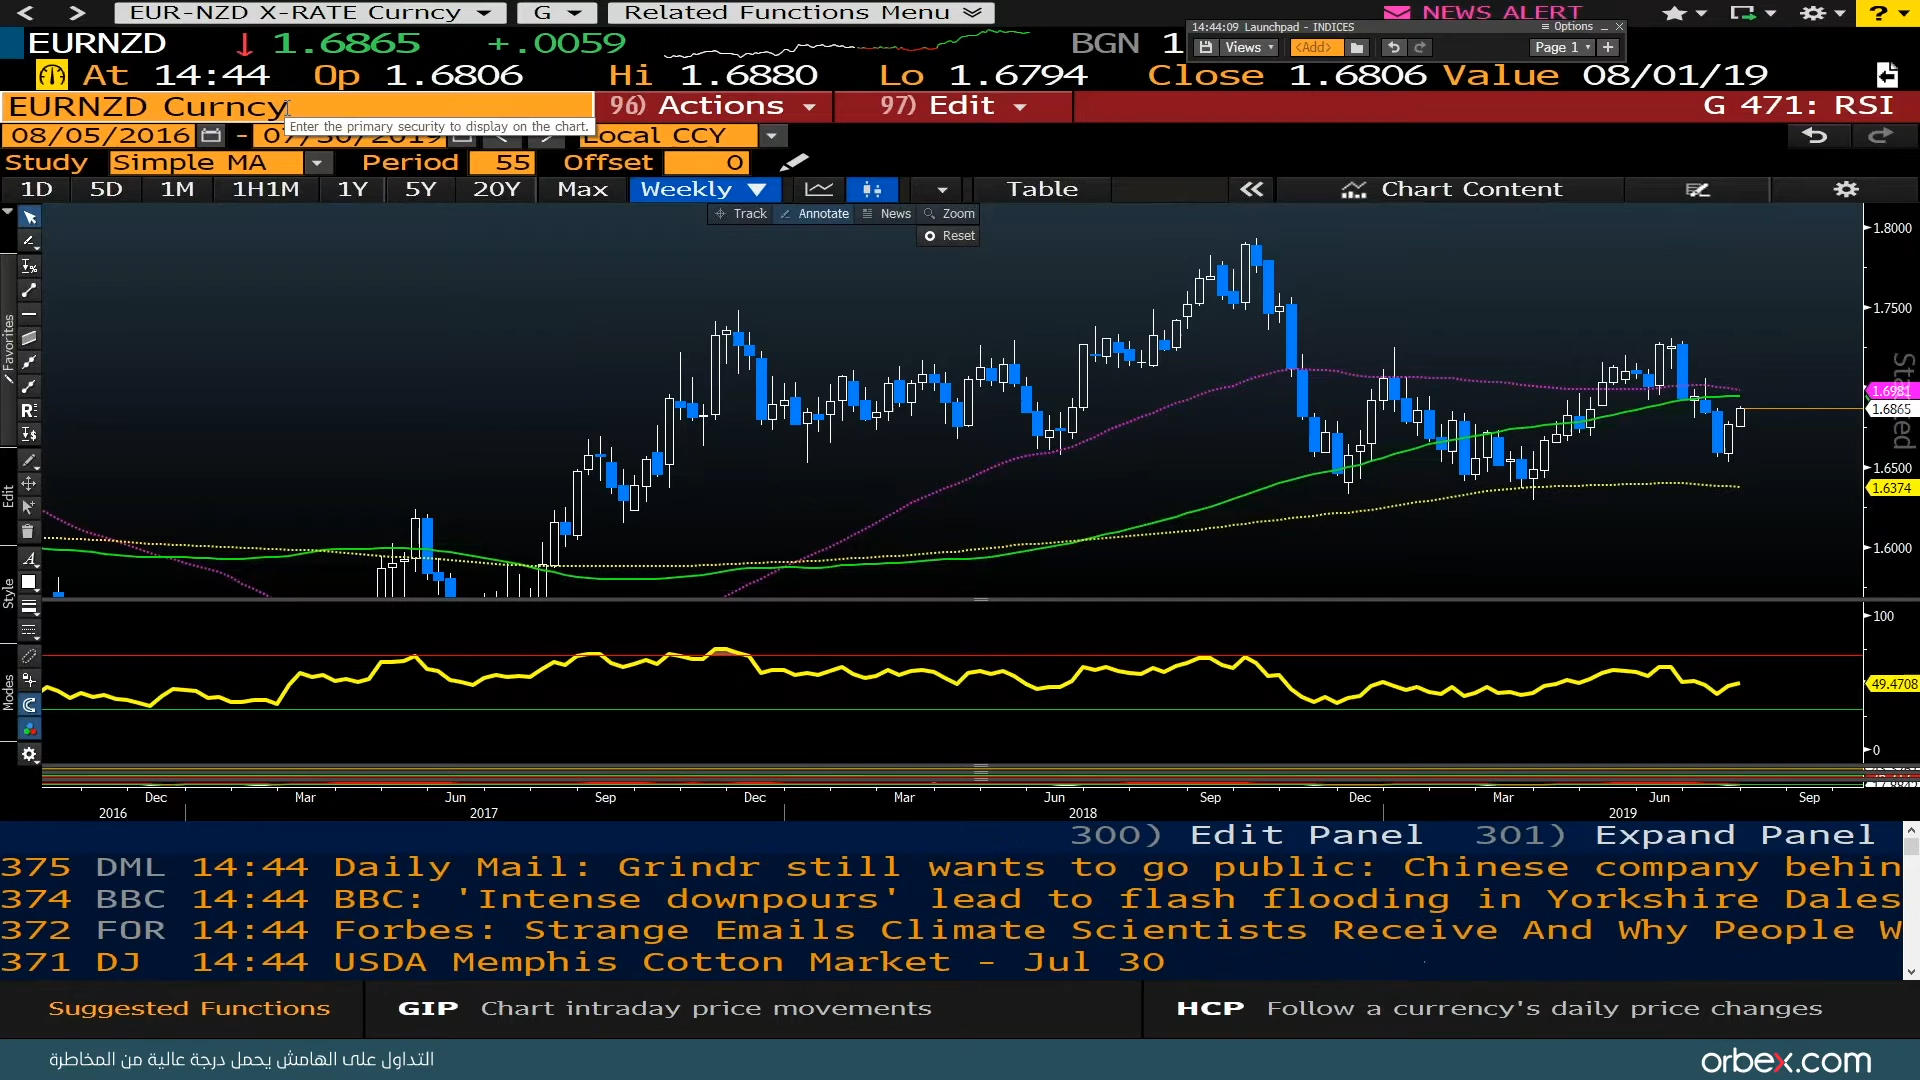 EUR-NZD X-RATE Curncy G Related Functions Menu NEWS ALERT ?
14:44:09 Launchpad - INDICES Options
Views <Add> Page 1 +
EURNZD 1.6865 +.0059 BGN 1
At 14:44 Op 1.6806 Hi 1.6880 Lo 1.6794 Close 1.6806 Value 08/01/19
EURNZD Curncy 96) Actions 97) Edit G 471: RSI
Enter the primary security to display on the chart.
08/05/2016 - 07/30/2019 Local CCY
Study Simple MA Period 55 Offset 0
1D 5D 1M 1H1M 1Y 5Y 20Y Max Weekly Table Chart Content
Track Annotate News Zoom
Reset
Favorites
Edit
Style
Modes
1.8000
1.7500
1.6981
1.6865
1.6500
1.6374
1.6000
100
49.4708
0
Dec Mar Jun Sep Dec Mar Jun Sep Dec Mar Jun Sep
2016 2017 2018 2019
300) Edit Panel 301) Expand Panel
375 DML 14:44 Daily Mail: Grindr still wants to go public: Chinese company behin
374 BBC 14:44 BBC: 'Intense downpours' lead to flash flooding in Yorkshire Dales
372 FOR 14:44 Forbes: Strange Emails Climate Scientists Receive And Why People W
371 DJ 14:44 USDA Memphis Cotton Market - Jul 30
Suggested Functions GIP Chart intraday price movements HCP Follow a currency's daily price changes
التداول على الهامش يحمل درجة عالية من المخاطرة
orbex.com